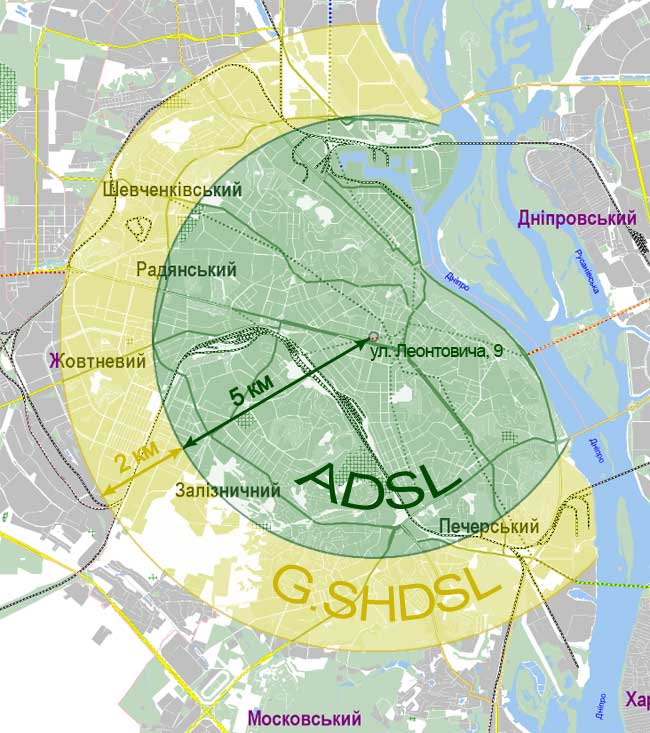 Шевченківський
Дніпровський
Русанівська
Радянський
Дніпро
ул. Леонтовича, 9
Жовтневий
5 км
2 км
Дніпро
ADSL
Залізничний
Печерський
G.SHDSL
Дніпро
Хар
Московський